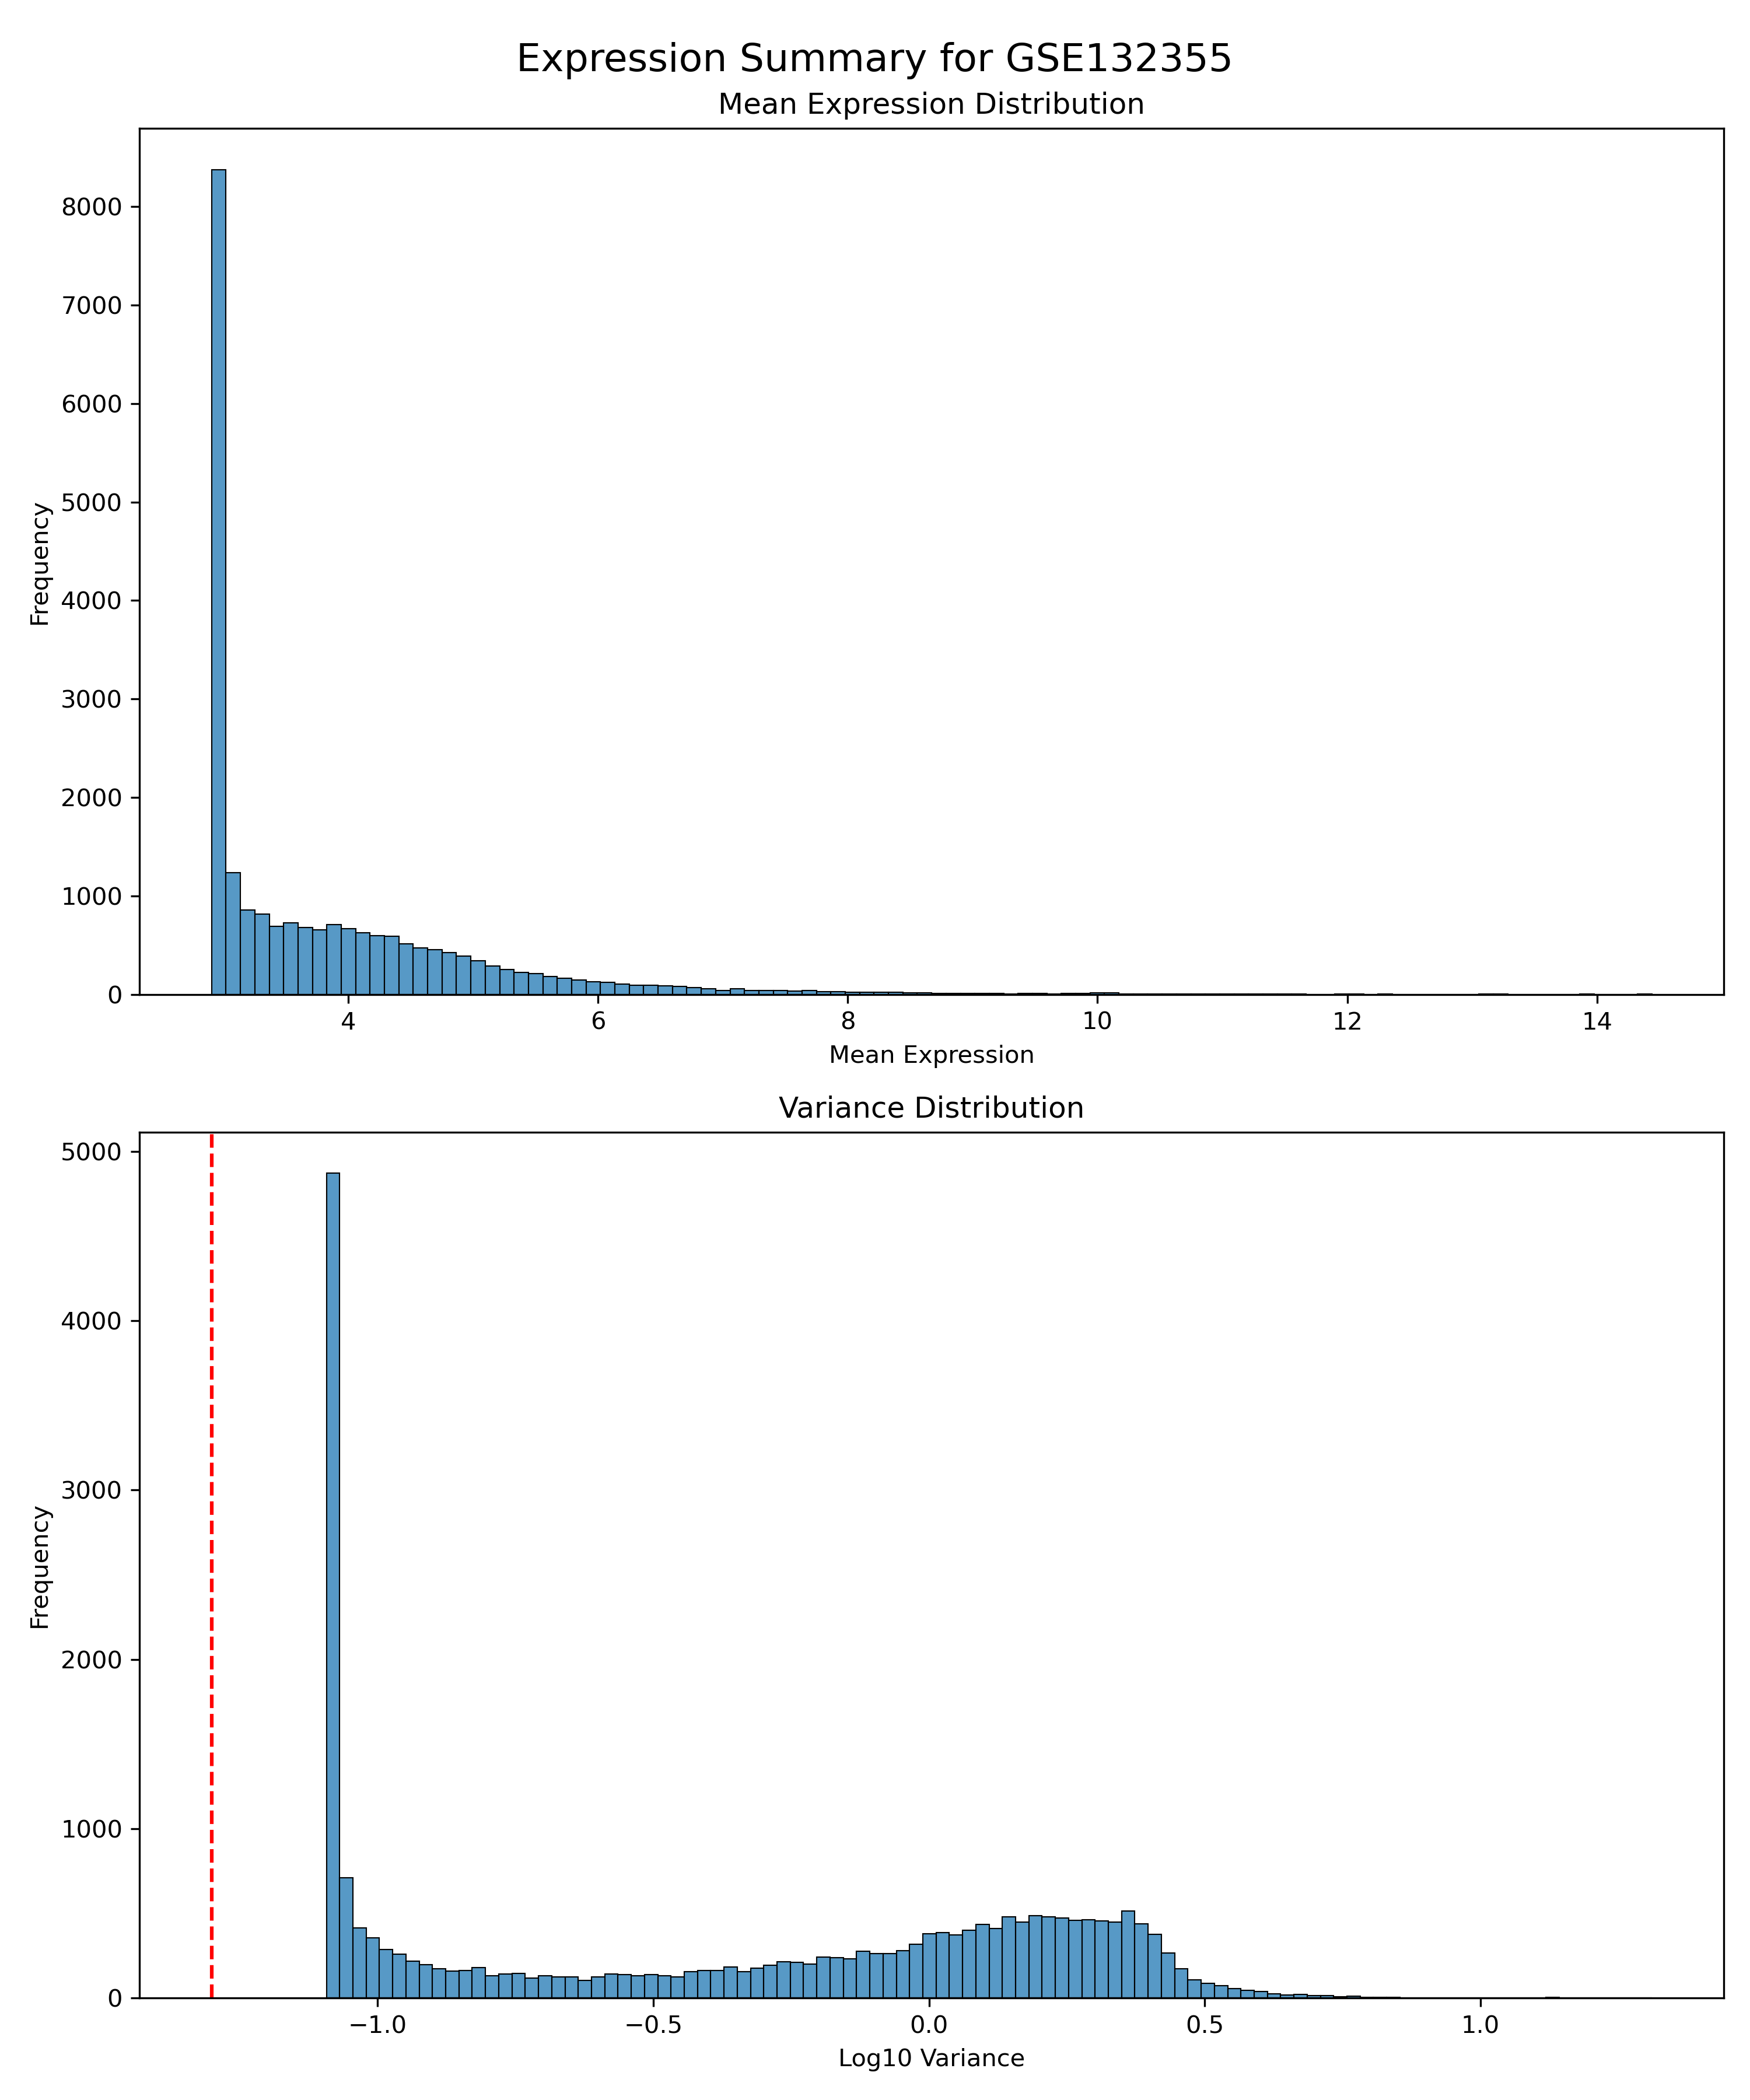 Expression Summary for GSE132355
Mean Expression Distribution
8000
7000
6000
5000
4000
3000
2000
1000
0
Frequency
4 6 8 10 12 14
Mean Expression
Variance Distribution
5000
4000
3000
2000
1000
0
Frequency
−1.0 −0.5 0.0 0.5 1.0
Log10 Variance